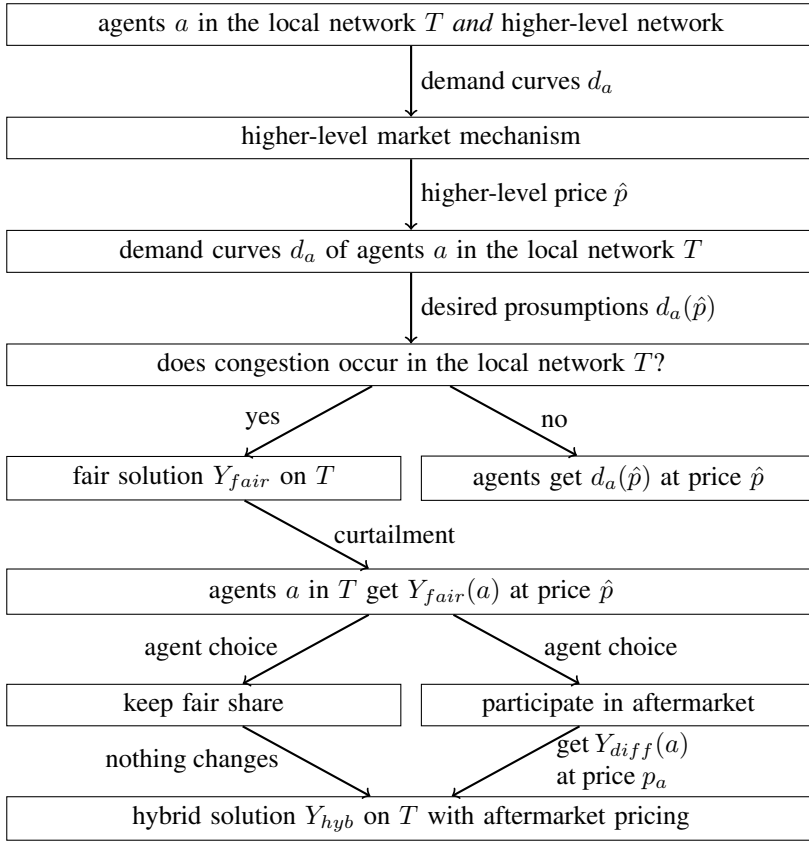 agents a in the local network T and higher-level network
demand curves d_a
higher-level market mechanism
higher-level price p̂
demand curves d_a of agents a in the local network T
desired prosumptions d_a(p̂)
does congestion occur in the local network T?
yes
no
fair solution Y_fair on T
agents get d_a(p̂) at price p̂
curtailment
agents a in T get Y_fair(a) at price p̂
agent choice
agent choice
keep fair share
participate in aftermarket
nothing changes
get Y_diff(a)
at price p_a
hybrid solution Y_hyb on T with aftermarket pricing